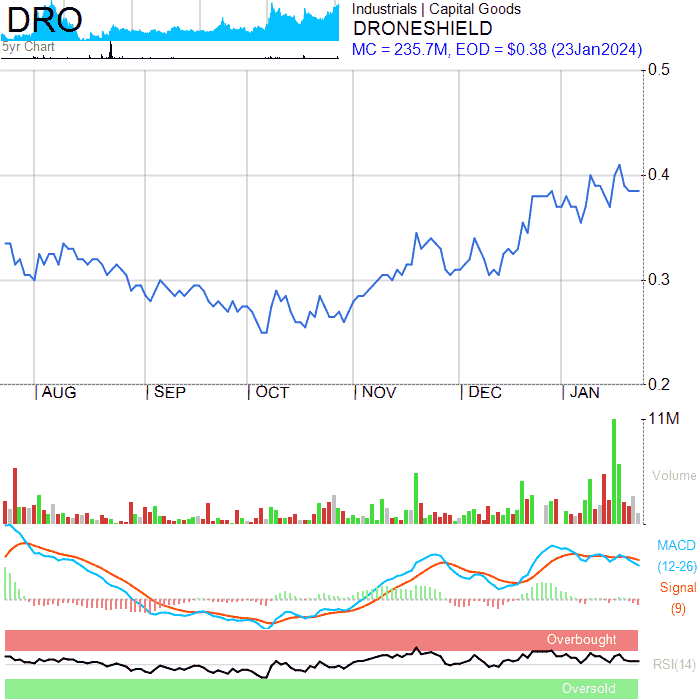 DRO
5yr Chart
Industrials | Capital Goods
DRONESHIELD
MC = 235.7M, EOD = $0.38 (23Jan2024)
0.5
0.4
0.3
0.2
AUG SEP OCT NOV DEC JAN
11M
Volume
MACD
(12-26)
Signal
(9)
Overbought
RSI(14)
Oversold